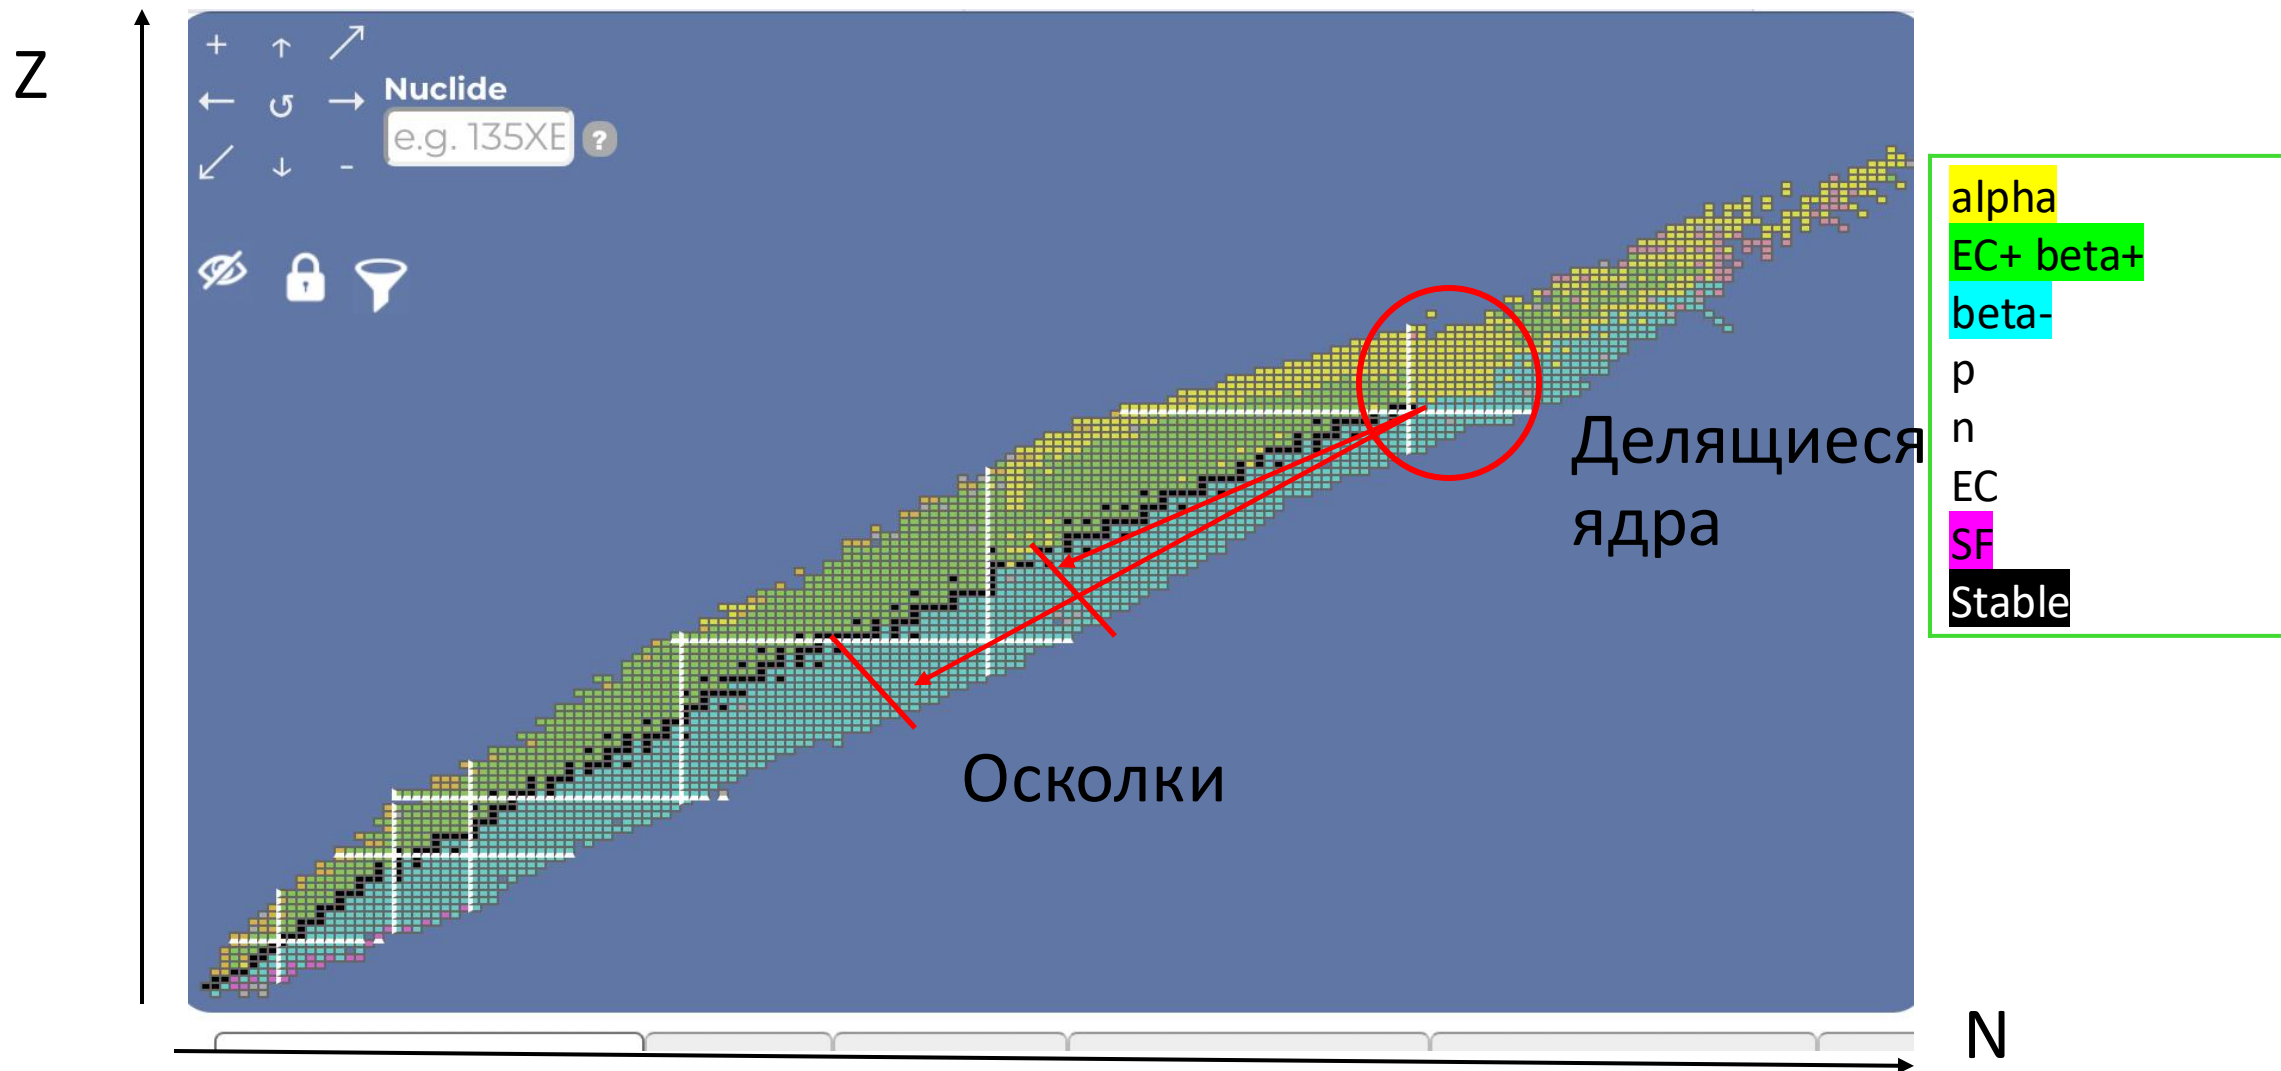 Z
Nuclide
e.g. 135XE
?
alpha
EC+ beta+
beta-
p
n
EC
SF
Stable
Делящиеся
ядра
Осколки
N